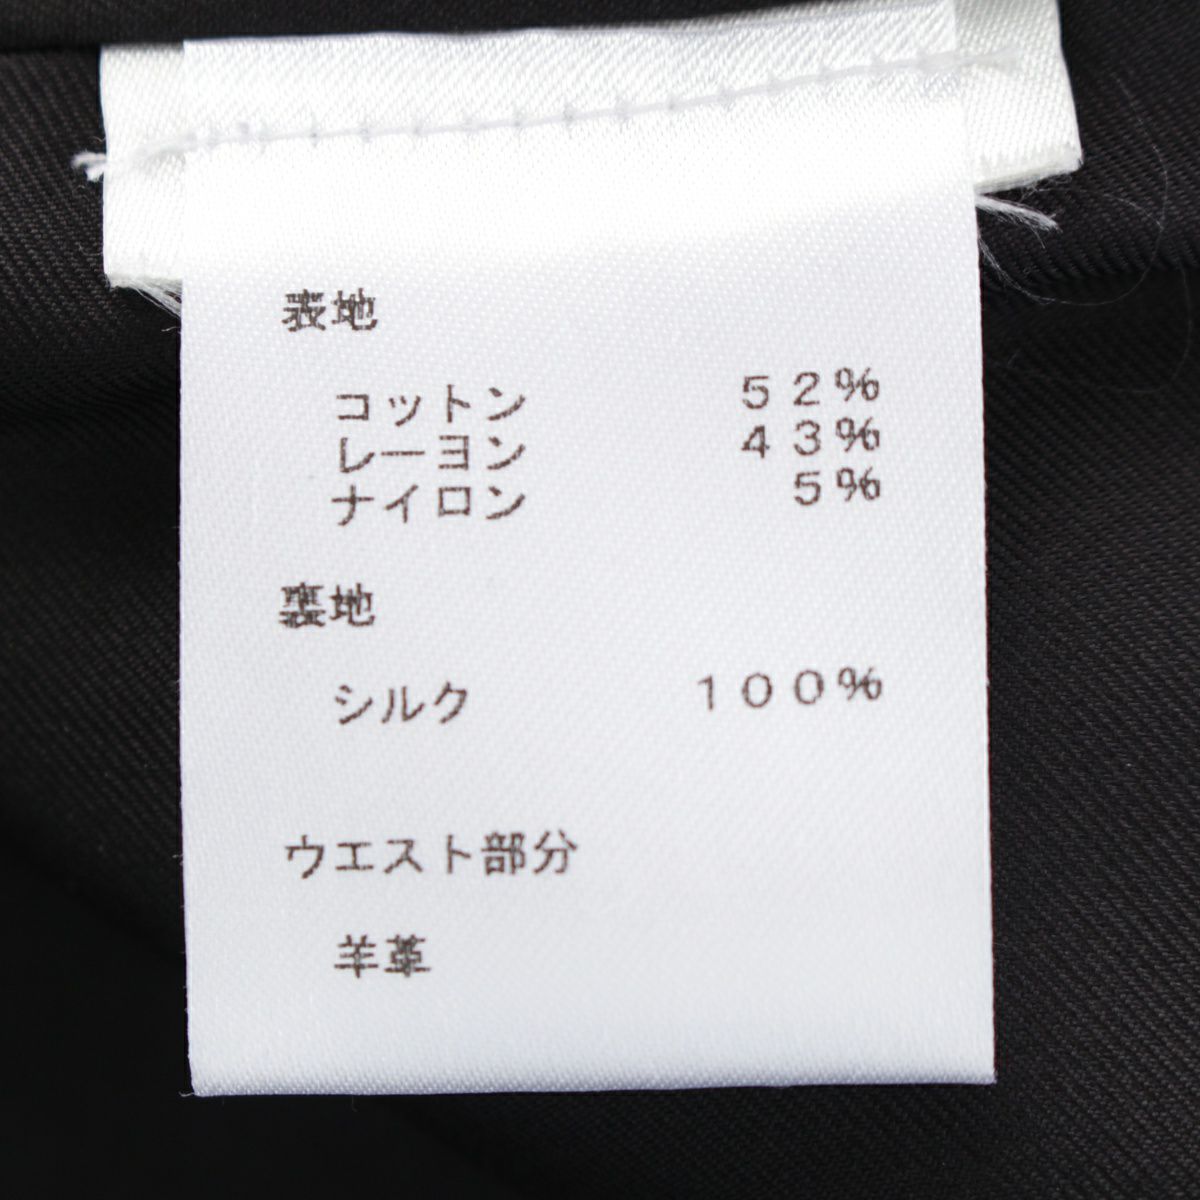 表地
コットン ５２％
レーヨン ４３％
ナイロン ５％
裏地
シルク １００％
ウエスト部分
羊革